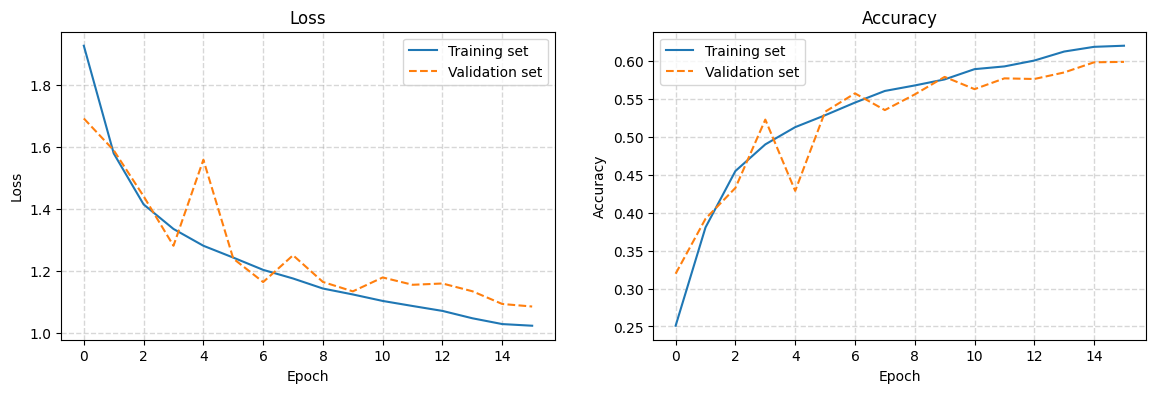 Loss
Training set
Validation set
1.8
1.6
1.4
1.2
1.0
Loss
0 2 4 6 8 10 12 14
Epoch
Accuracy
Training set
Validation set
0.60
0.55
0.50
0.45
0.40
0.35
0.30
0.25
Accuracy
0 2 4 6 8 10 12 14
Epoch